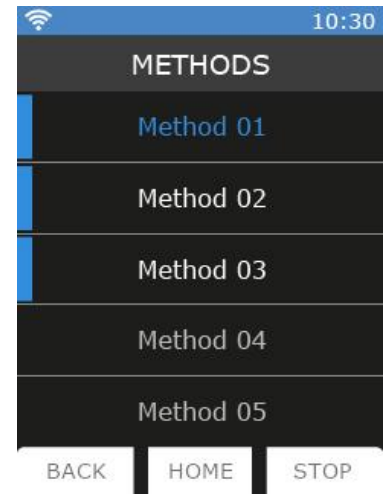 10:30
METHODS
Method 01
Method 02
Method 03
Method 04
Method 05
BACK HOME STOP